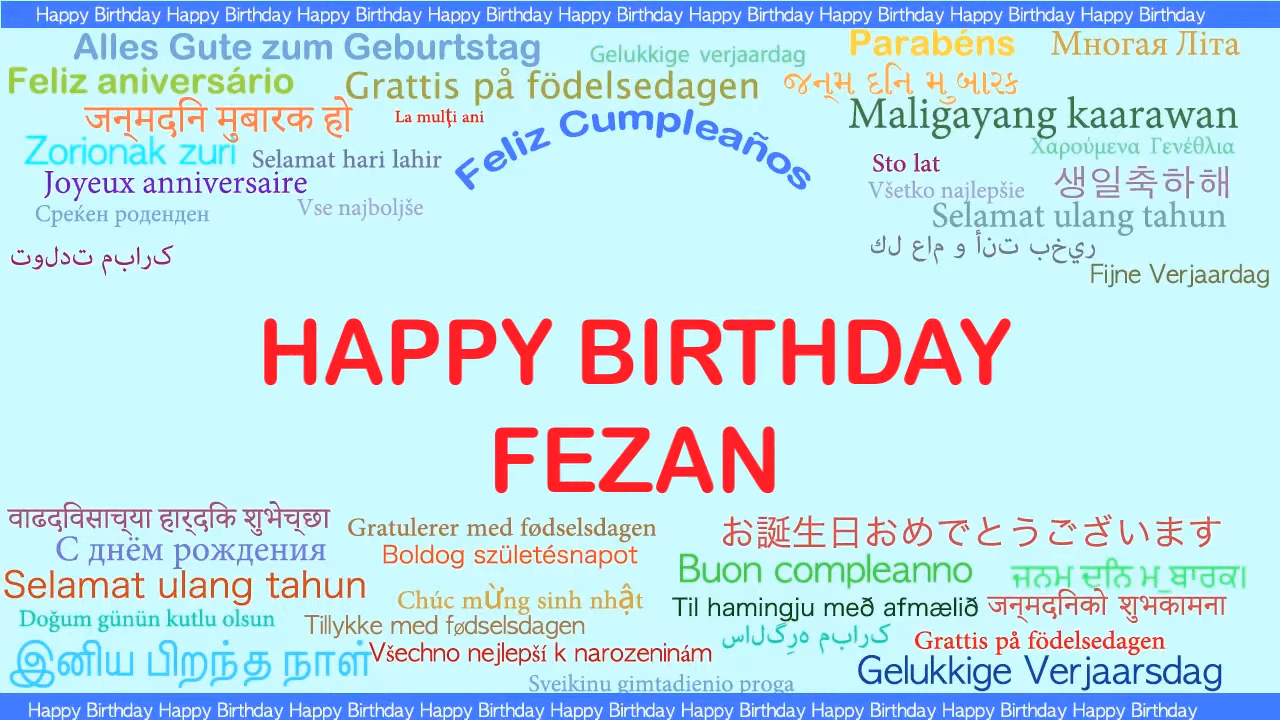 Happy Birthday Happy Birthday Happy Birthday Happy Birthday Happy Birthday Happy Birthday Happy Birthday Happy Birthday Happy Birthday
Alles Gute zum Geburtstag
Gelukkige verjaardag
Parabéns
Многая Літа
Feliz aniversário
Grattis på födelsedagen
જન્મ દિન મુબારક
जन्मदिन मुबारक हो
La mulţi ani
Feliz Cumpleaños
Maligayang kaarawan
Zorionak zuri
Selamat hari lahir
Χαρούμενα Γενέθλια
Sto lat
Joyeux anniversaire
Všetko najlepšie
생일축하해
Среќен роденден
Vse najboljše
Selamat ulang tahun
تولدت مبارک
كل عام و أنت بخير
Fijne Verjaardag
HAPPY BIRTHDAY
FEZAN
वाढदिवसाच्या हार्दिक शुभेच्छा
Gratulerer med fødselsdagen
お誕生日おめでとうございます
С днём рождения
Boldog születésnapot
Buon compleanno
ਜਨਮ ਦਿਨ ਮੁਬਾਰਕ।
Selamat ulang tahun
Chúc mừng sinh nhật
Til hamingju með afmælið
जन्मदिनको शुभकामना
Doğum günün kutlu olsun
Tillykke med fødselsdagen
سالگرہ مبارک
Grattis på födelsedagen
இனிய பிறந்த நாள்
Všechno nejlepší k narozeninám
Gelukkige Verjaarsdag
Sveikinu gimtadienio proga
Happy Birthday Happy Birthday Happy Birthday Happy Birthday Happy Birthday Happy Birthday Happy Birthday Happy Birthday Happy Birthday